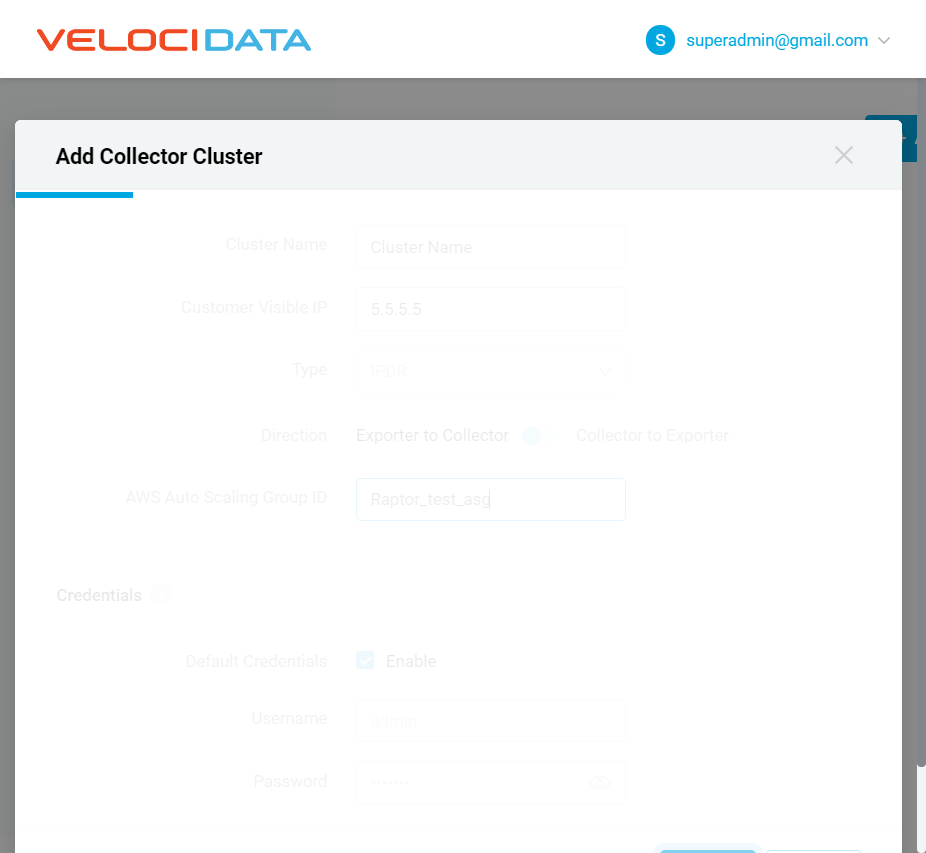 VELOCIDATA
S superadmin@gmail.com
Add Collector Cluster
Cluster Name Cluster Name
Customer Visible IP 5.5.5.5
Type IPDR
Direction Exporter to Collector Collector to Exporter
AWS Auto Scaling Group ID Raptor_test_asg
Credentials
Default Credentials Enable
Username admin
Password •••••••